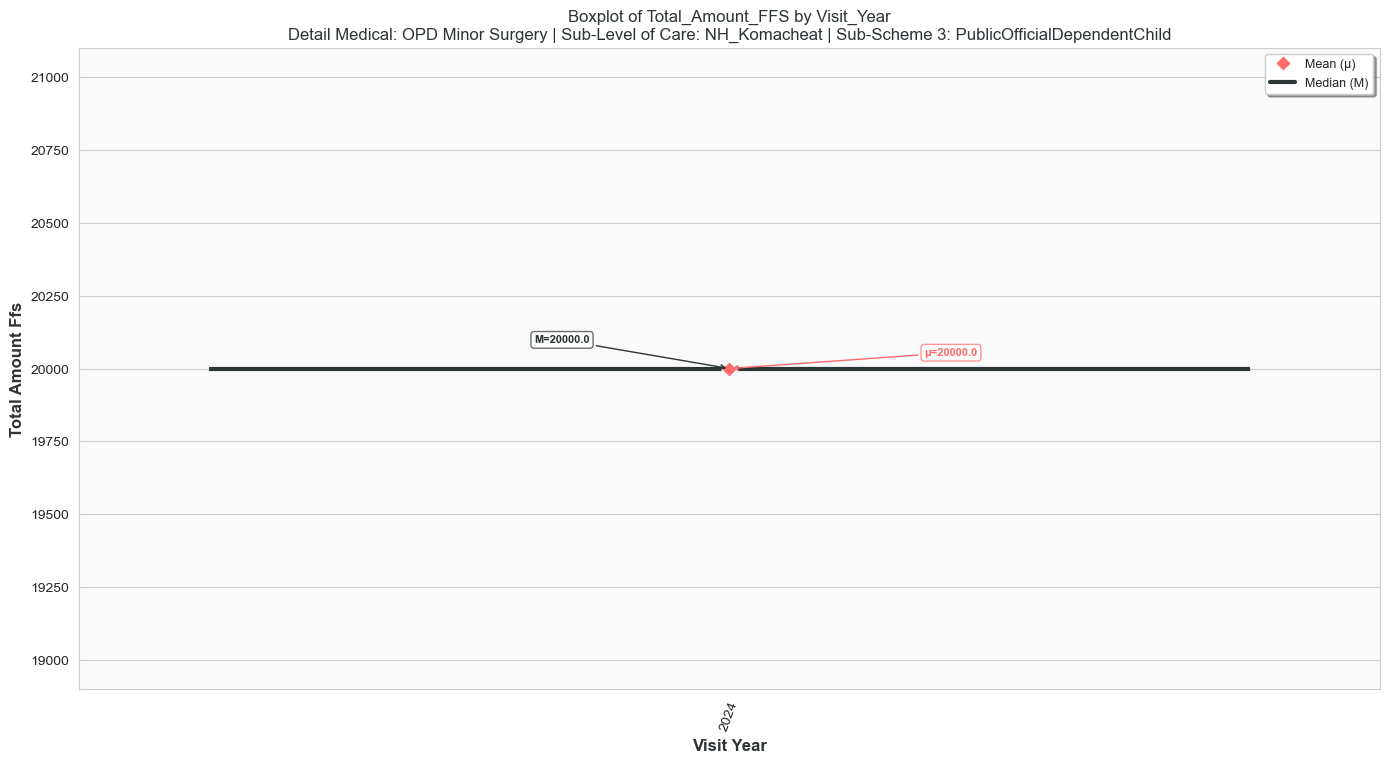 Boxplot of Total_Amount_FFS by Visit_Year
Detail Medical: OPD Minor Surgery | Sub-Level of Care: NH_Komacheat | Sub-Scheme 3: PublicOfficialDependentChild
Mean (μ)
Median (M)
21000
20750
20500
20250
20000
19750
19500
19250
19000
Total Amount Ffs
M=20000.0
μ=20000.0
2024
Visit Year